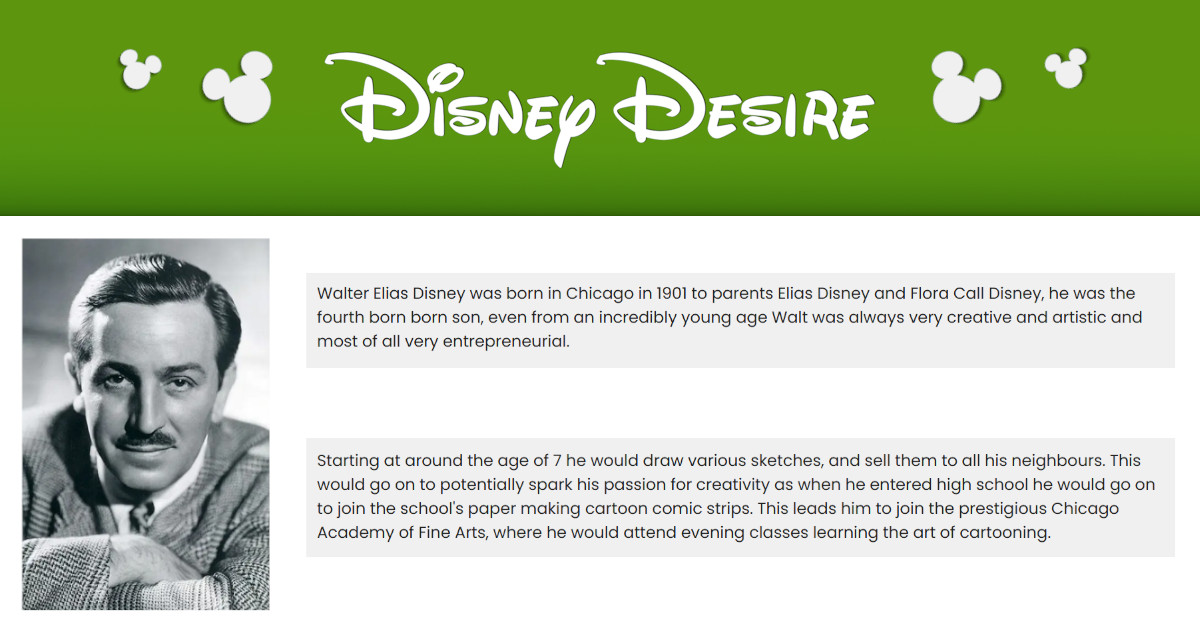 Disney Desire
Walter Elias Disney was born in Chicago in 1901 to parents Elias Disney and Flora Call Disney, he was the
fourth born born son, even from an incredibly young age Walt was always very creative and artistic and
most of all very entrepreneurial.
Starting at around the age of 7 he would draw various sketches, and sell them to all his neighbours. This
would go on to potentially spark his passion for creativity as when he entered high school he would go on
to join the school's paper making cartoon comic strips. This leads him to join the prestigious Chicago
Academy of Fine Arts, where he would attend evening classes learning the art of cartooning.